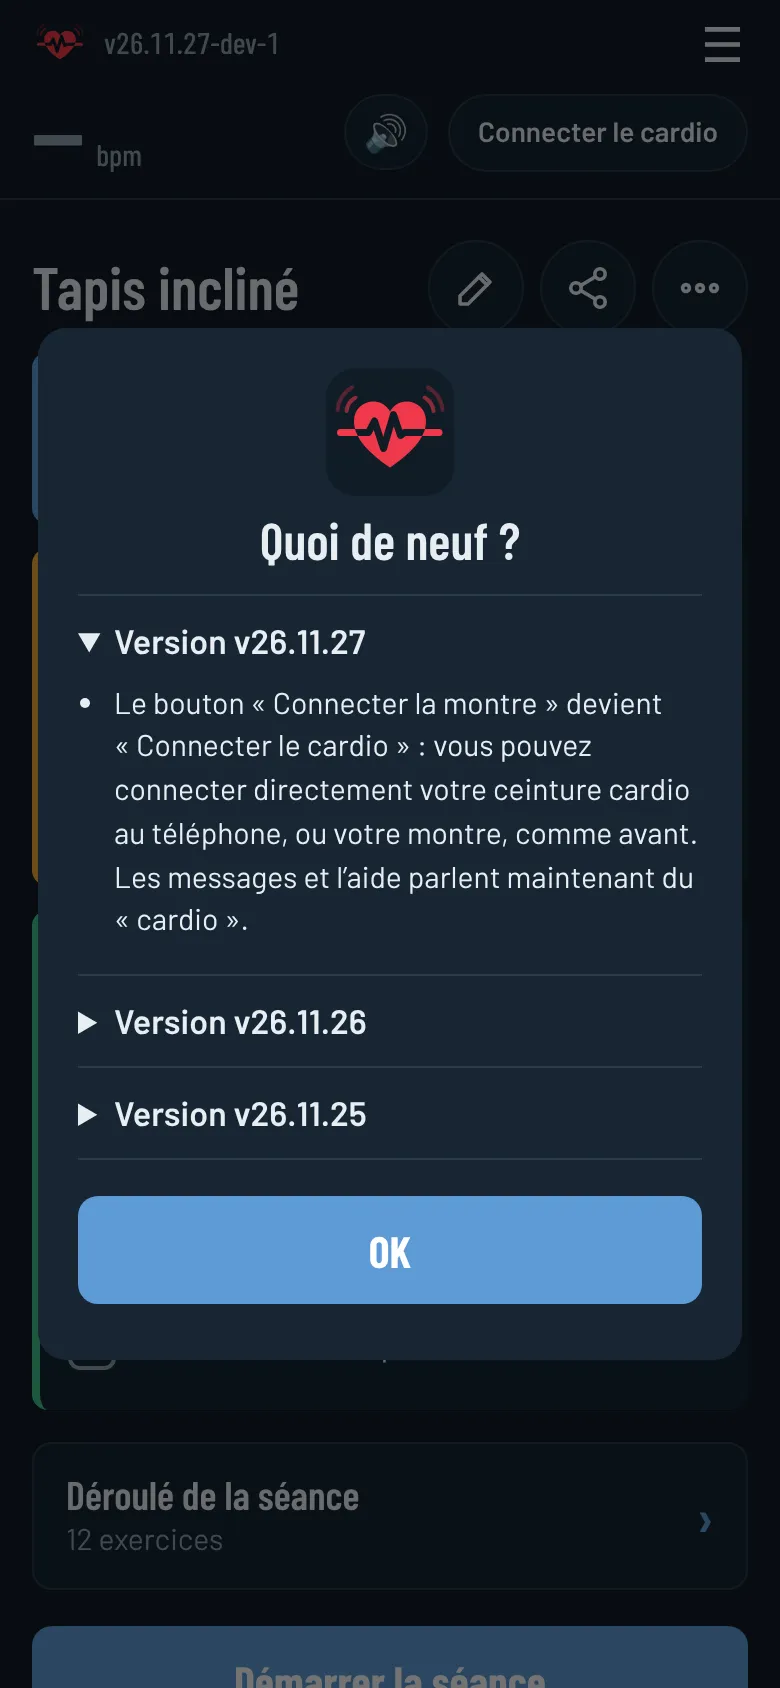 v26.11.27-dev-1
bpm
Connecter le cardio
Tapis incliné
Quoi de neuf ?
Version v26.11.27
• Le bouton « Connecter la montre » devient
« Connecter le cardio » : vous pouvez
connecter directement votre ceinture cardio
au téléphone, ou votre montre, comme avant.
Les messages et l’aide parlent maintenant du
« cardio ».
Version v26.11.26
Version v26.11.25
OK
Déroulé de la séance
12 exercices
Démarrer la séance